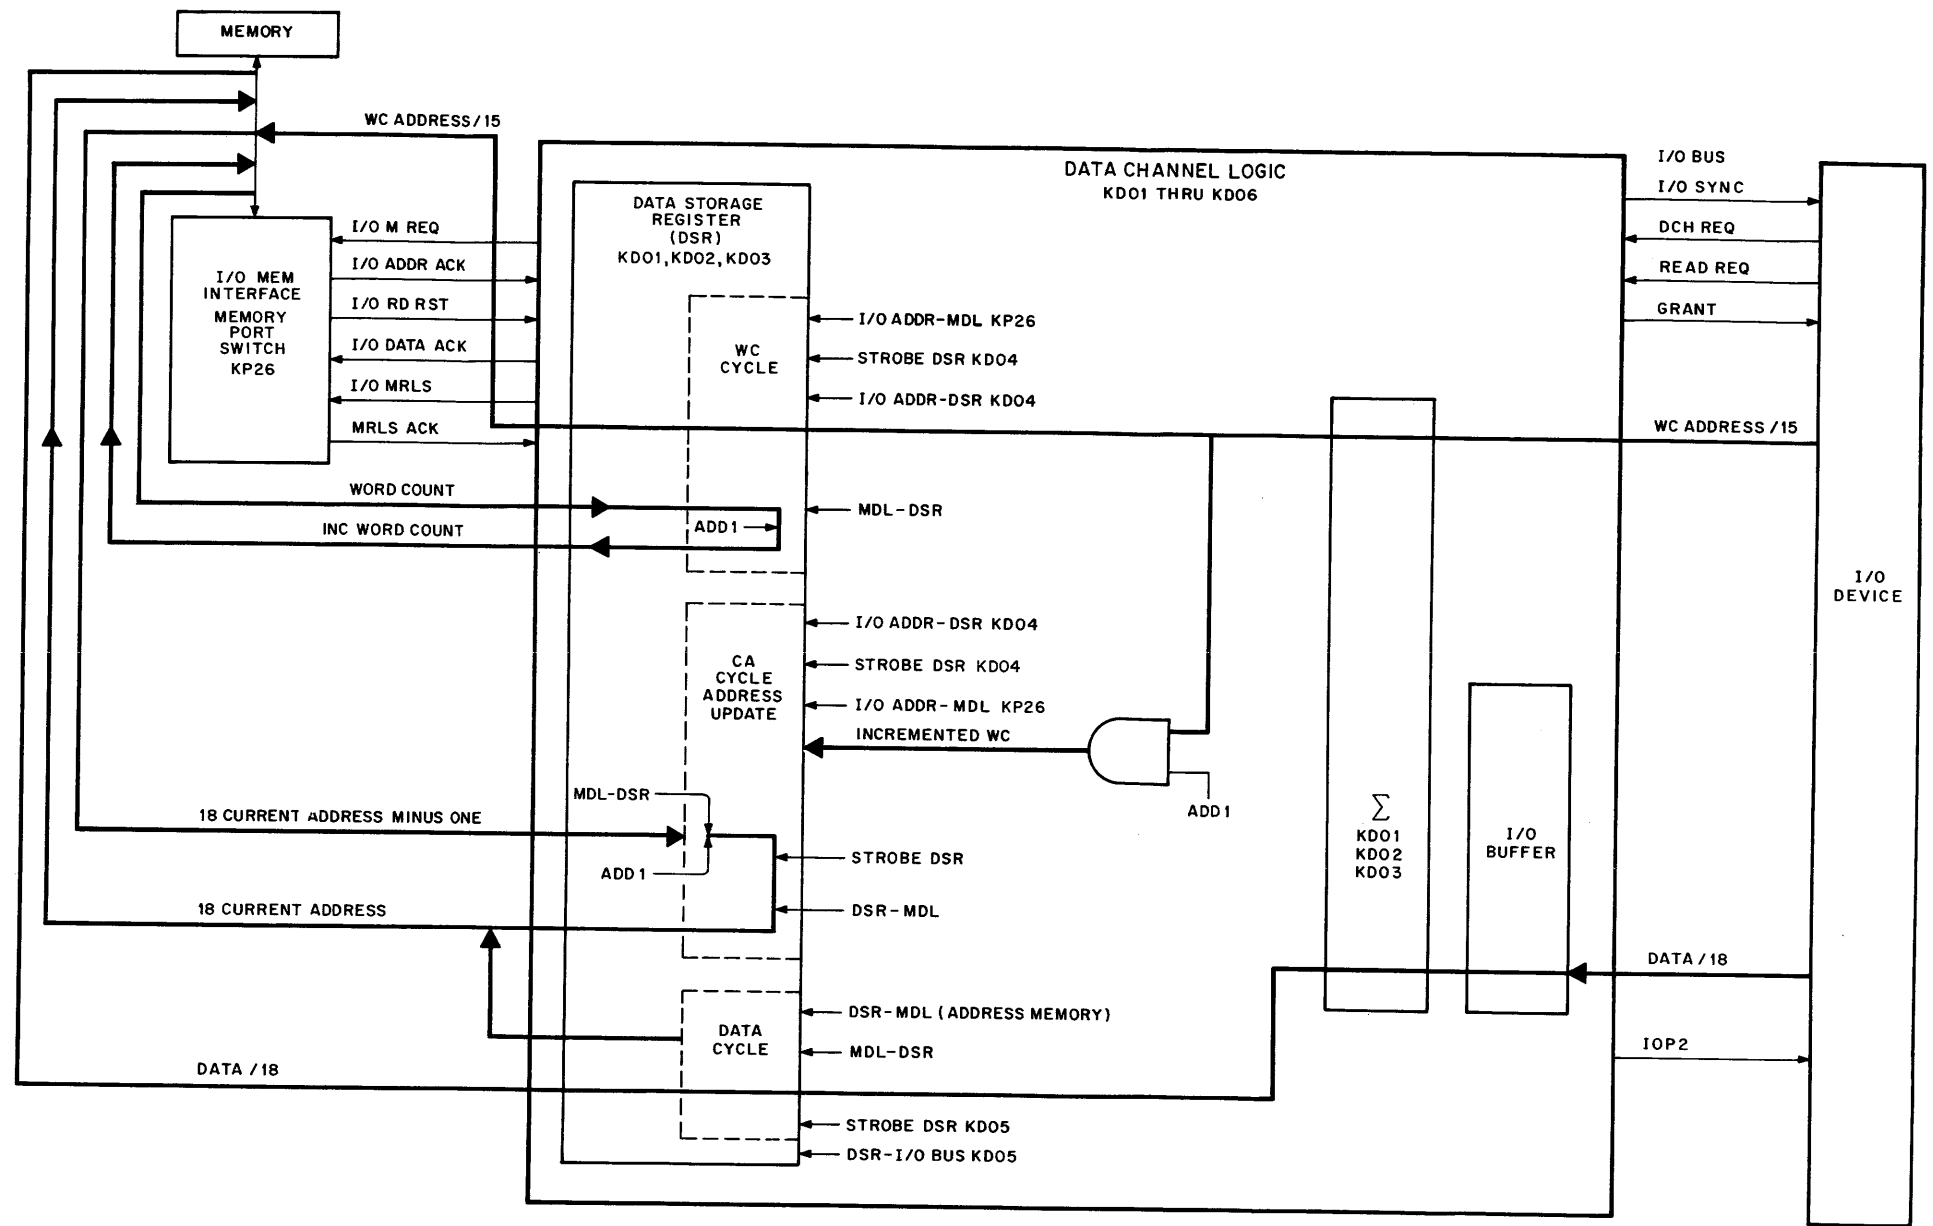 MEMORY
WC ADDRESS/15
DATA CHANNEL LOGIC
KD01 THRU KD06
I/O BUS
I/O SYNC
DCH REQ
READ REQ
GRANT
DATA STORAGE
REGISTER
(DSR)
KD01,KD02,KD03
I/O MEM
INTERFACE
MEMORY
PORT
SWITCH
KP26
I/O M REQ
I/O ADDR ACK
I/O RD RST
I/O DATA ACK
I/O MRLS
MRLS ACK
WC
CYCLE
I/O ADDR-MDL KP26
STROBE DSR KD04
I/O ADDR-DSR KD04
WC ADDRESS /15
WORD COUNT
INC WORD COUNT
ADD1
MDL-DSR
I/O
DEVICE
CA
CYCLE
ADDRESS
UPDATE
I/O ADDR-DSR KD04
STROBE DSR KD04
I/O ADDR-MDL KP26
INCREMENTED WC
ADD1
MDL-DSR
18 CURRENT ADDRESS MINUS ONE
ADD1
STROBE DSR
18 CURRENT ADDRESS
DSR-MDL
Σ
KD01
KD02
KD03
I/O
BUFFER
DATA /18
DATA
CYCLE
DSR-MDL (ADDRESS MEMORY)
MDL-DSR
IOP2
DATA /18
STROBE DSR KD05
DSR-I/O BUS KD05